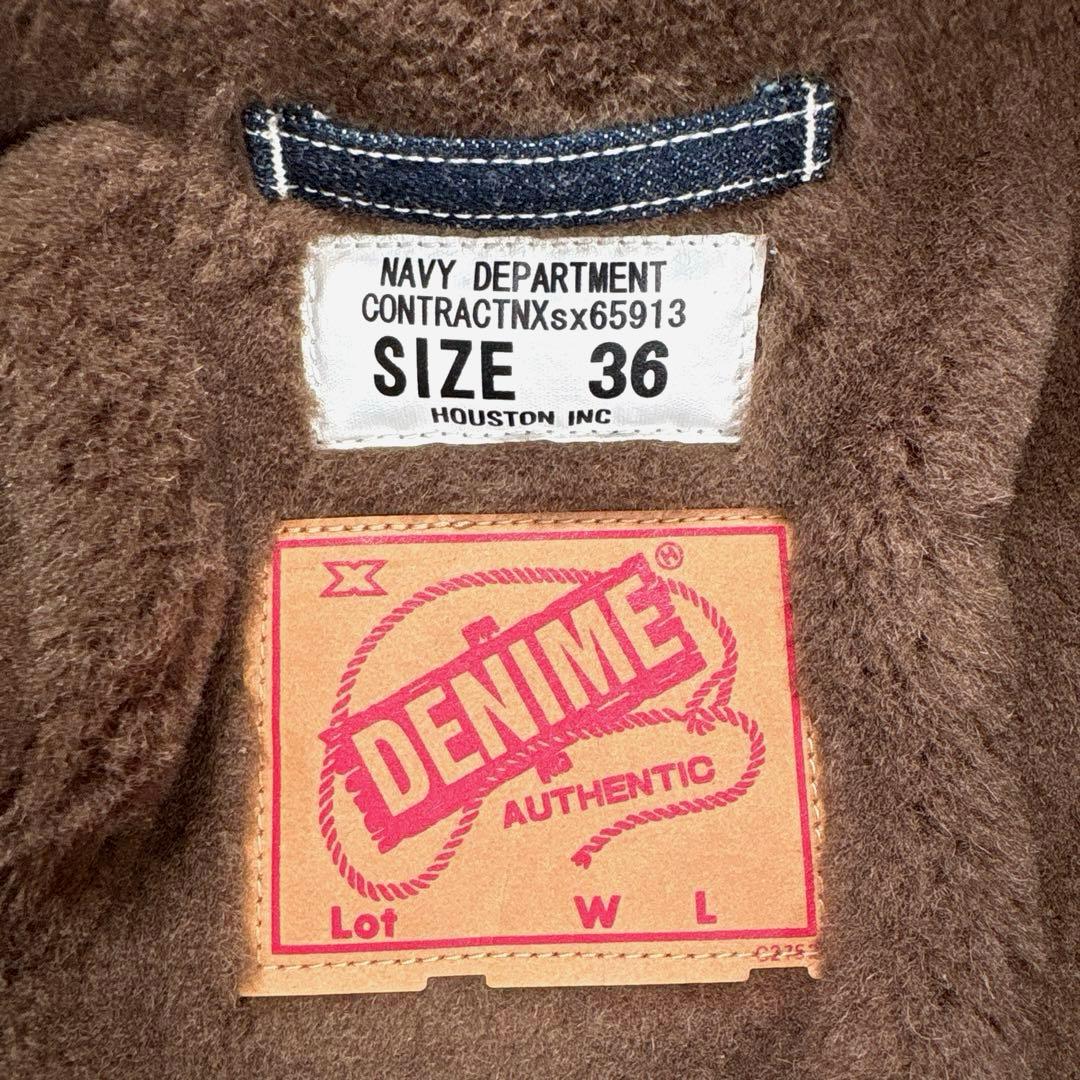 NAVY DEPARTMENT
CONTRACTNXsx65913
SIZE 36
HOUSTON INC
X
DENIME
AUTHENTIC
Lot W L